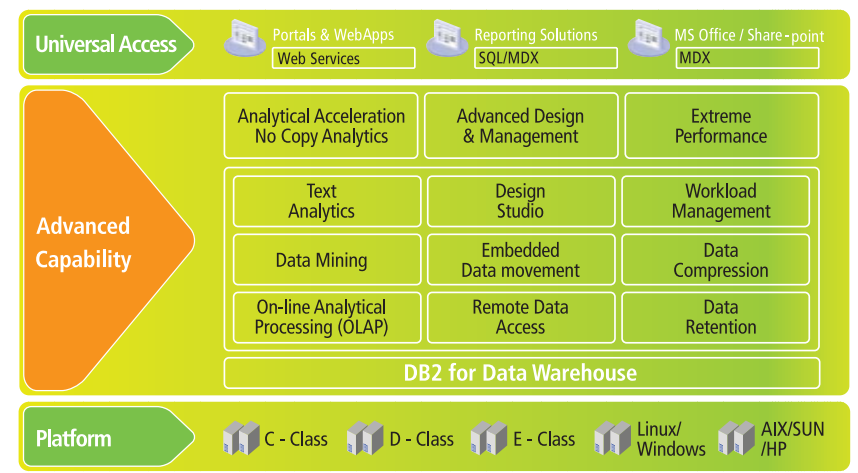 Universal Access
Portals & WebApps
Web Services
Reporting Solutions
SQL/MDX
MS Office / Share-point
MDX
Advanced
Capability
Analytical Acceleration
No Copy Analytics
Advanced Design
& Management
Extreme
Performance
Text
Analytics
Design
Studio
Workload
Management
Data Mining
Embedded
Data movement
Data
Compression
On-line Analytical
Processing (OLAP)
Remote Data
Access
Data
Retention
DB2 for Data Warehouse
Platform
C - Class
D - Class
E - Class
Linux/
Windows
AIX/SUN
/HP